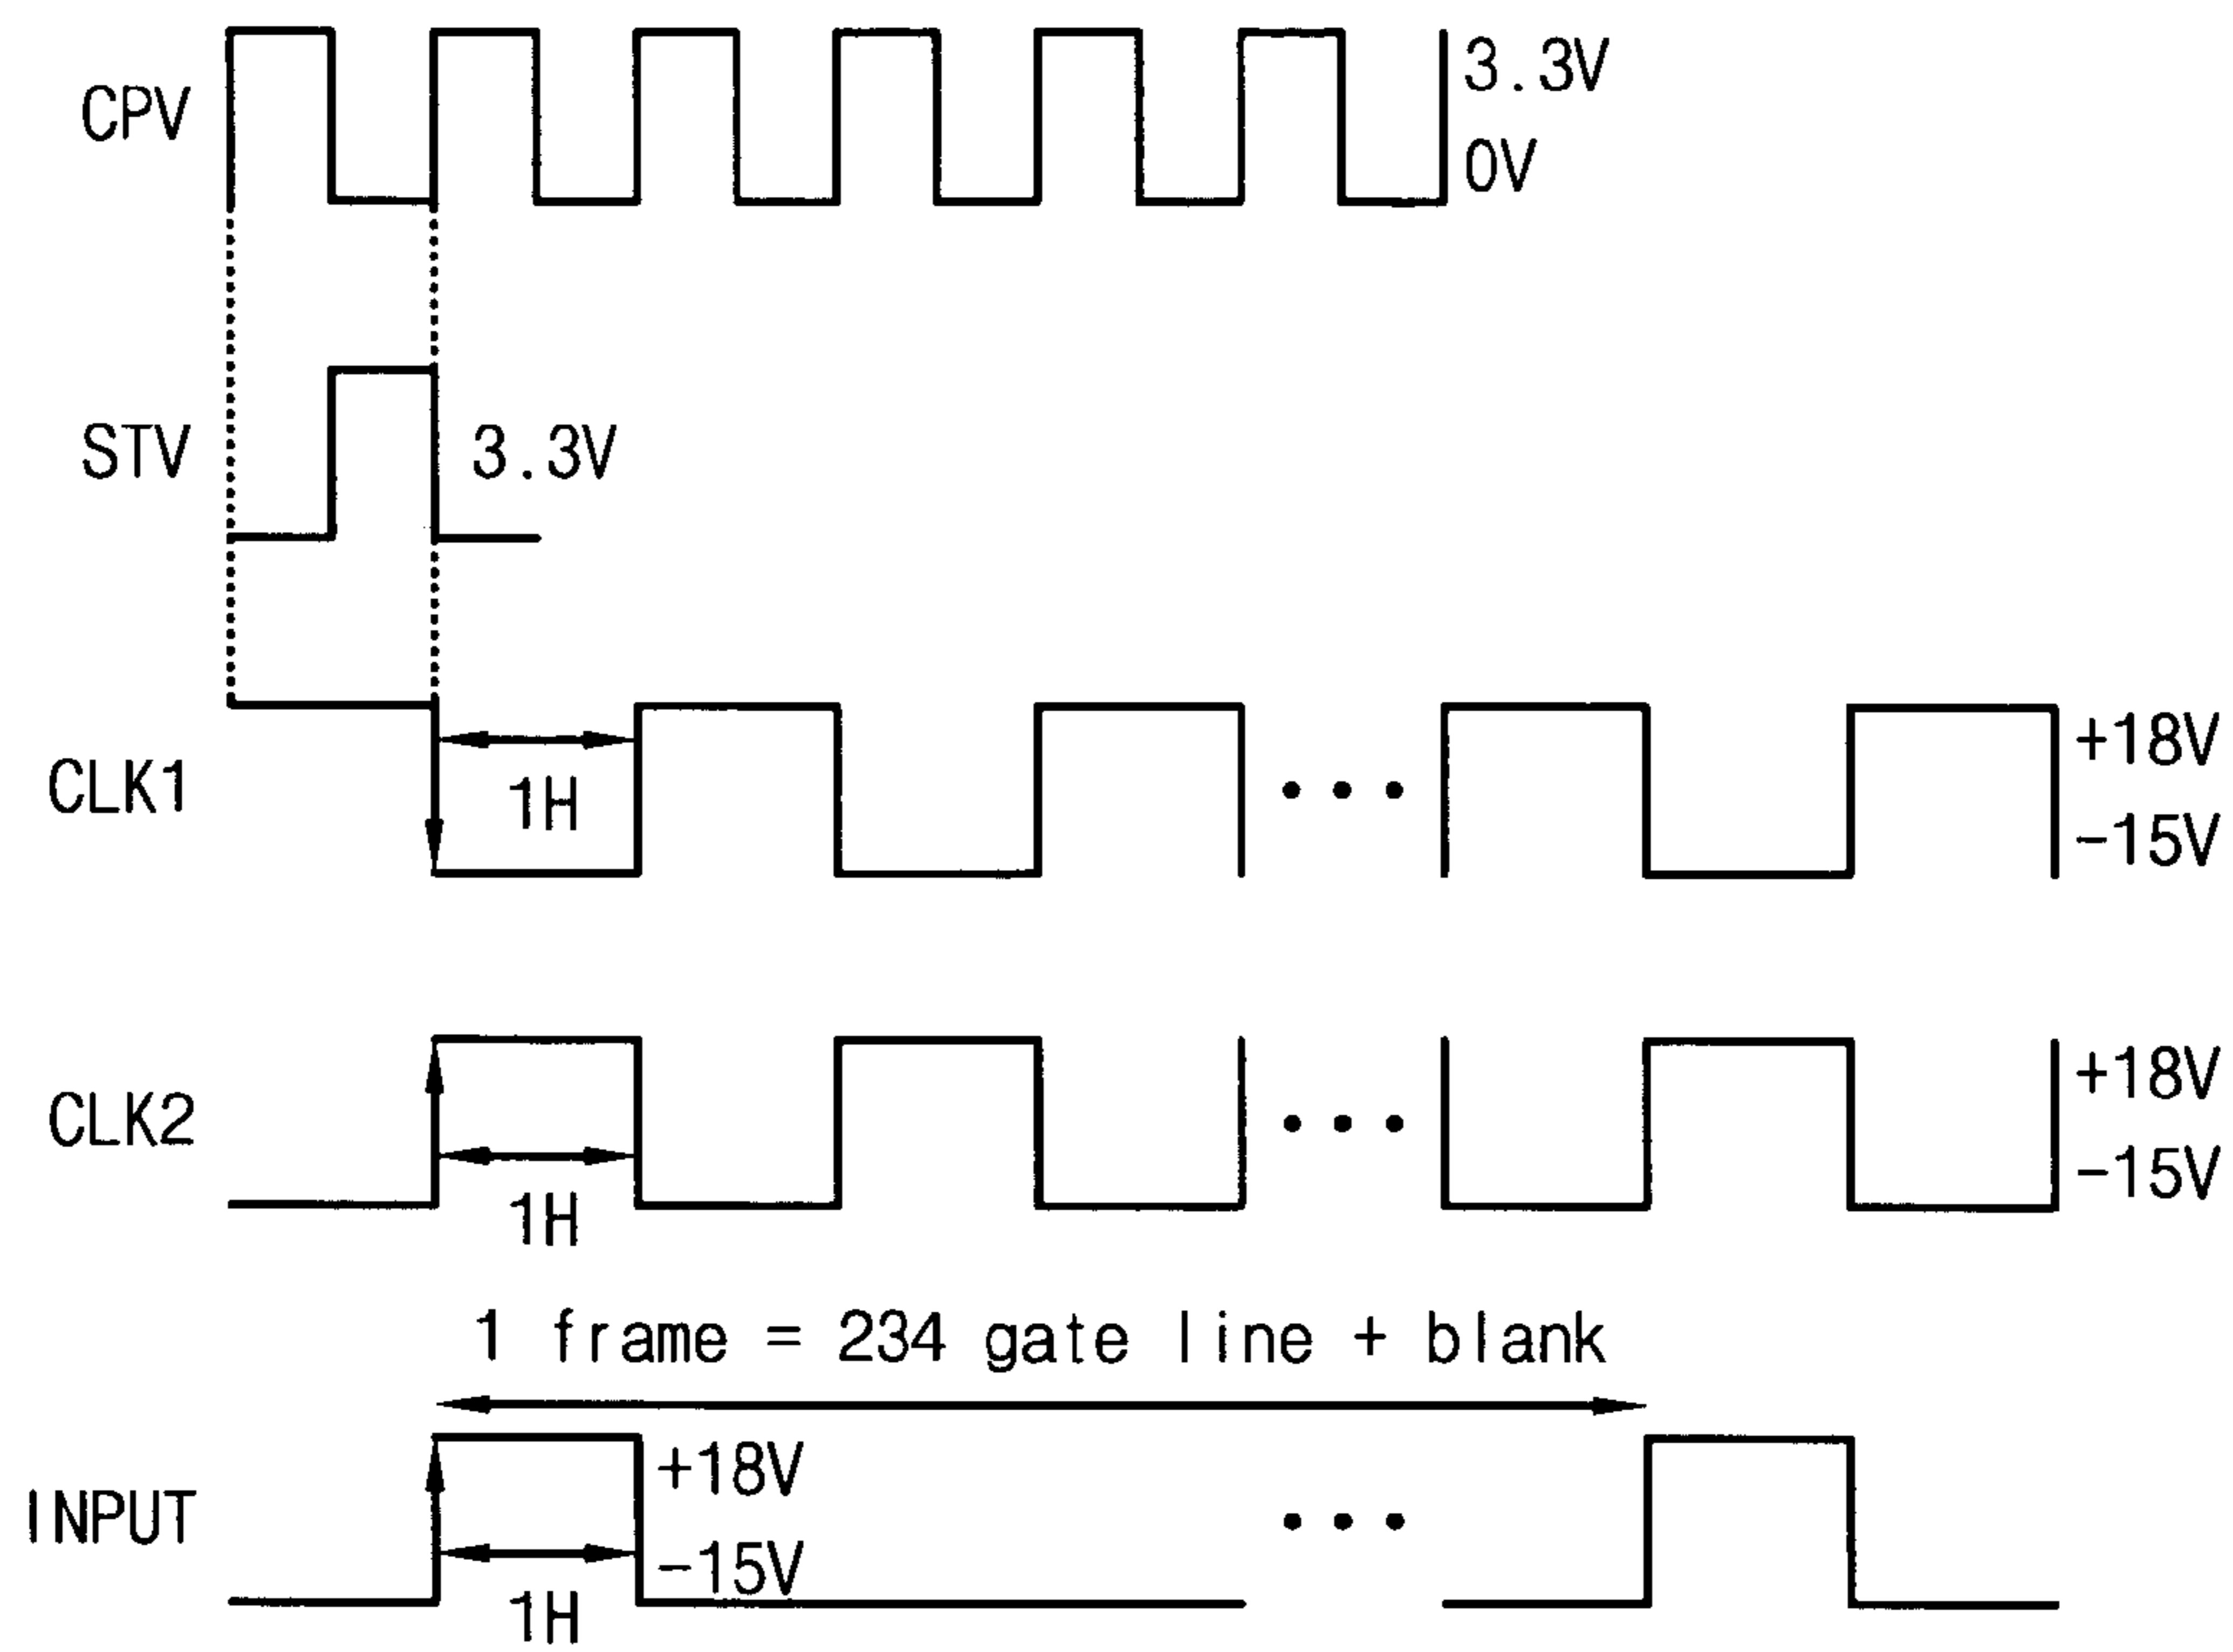 CPV
3.3V
0V
STV
3.3V
CLK1
1H
+18V
-15V
CLK2
1H
+18V
-15V
1 frame = 234 gate line + blank
INPUT
+18V
-15V
1H